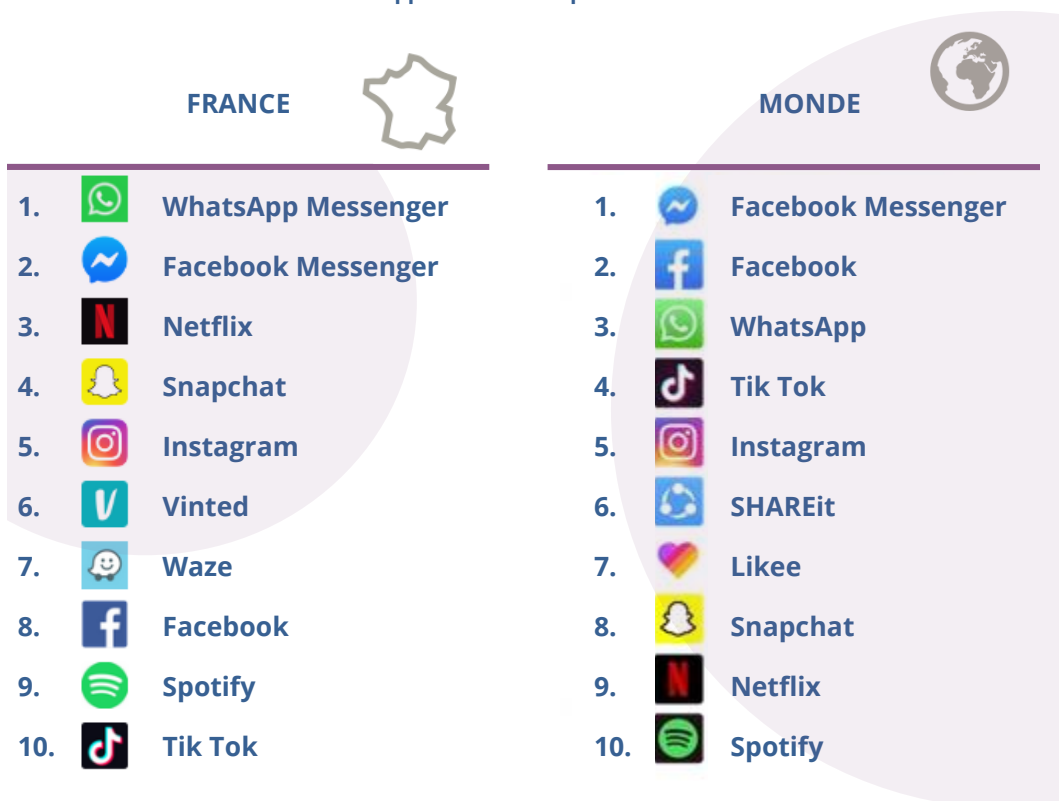 FRANCE
1. WhatsApp Messenger
2. Facebook Messenger
3. Netflix
4. Snapchat
5. Instagram
6. Vinted
7. Waze
8. Facebook
9. Spotify
10. Tik Tok
MONDE
1. Facebook Messenger
2. Facebook
3. WhatsApp
4. Tik Tok
5. Instagram
6. SHAREit
7. Likee
8. Snapchat
9. Netflix
10. Spotify